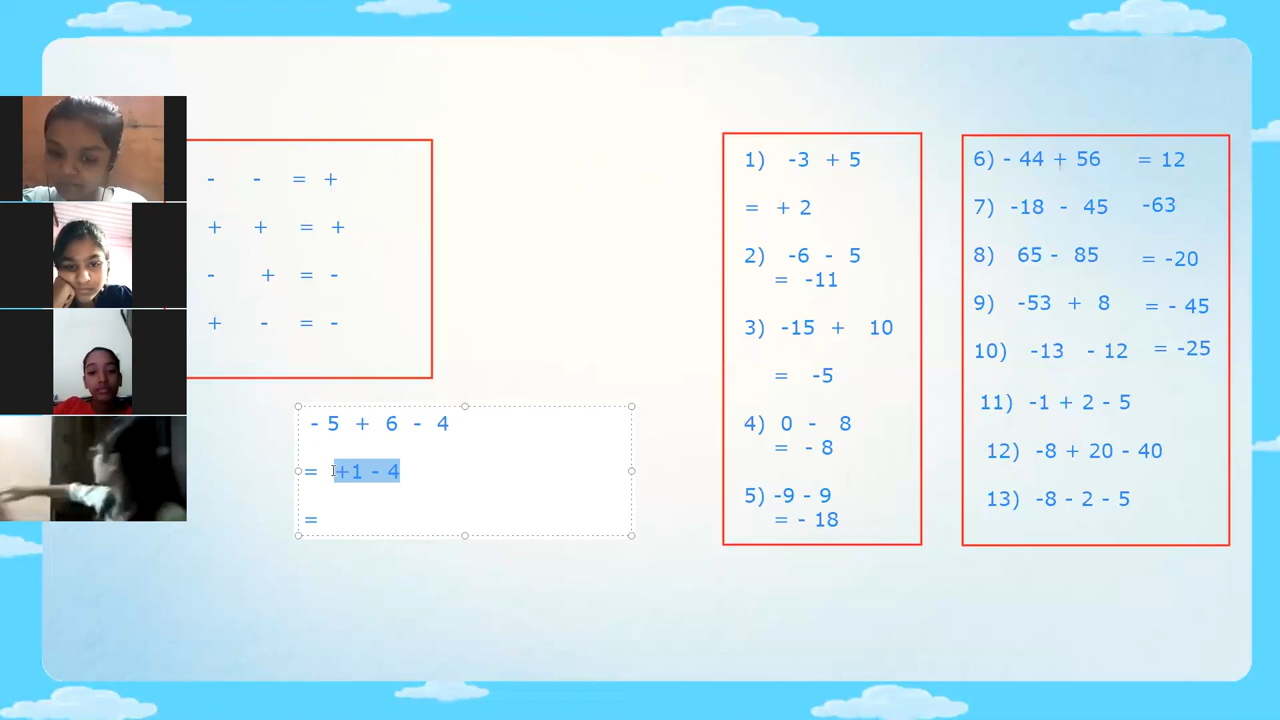 - - = +
+ + = +
- + = -
+ - = -
- 5 + 6 - 4
= +1 - 4
=
1) -3 + 5
= + 2
2) -6 - 5
= -11
3) -15 + 10
= -5
4) 0 - 8
= - 8
5) -9 - 9
= - 18
6) - 44 + 56 = 12
7) -18 - 45 -63
8) 65 - 85 = -20
9) -53 + 8 = - 45
10) -13 - 12 = -25
11) -1 + 2 - 5
12) -8 + 20 - 40
13) -8 - 2 - 5